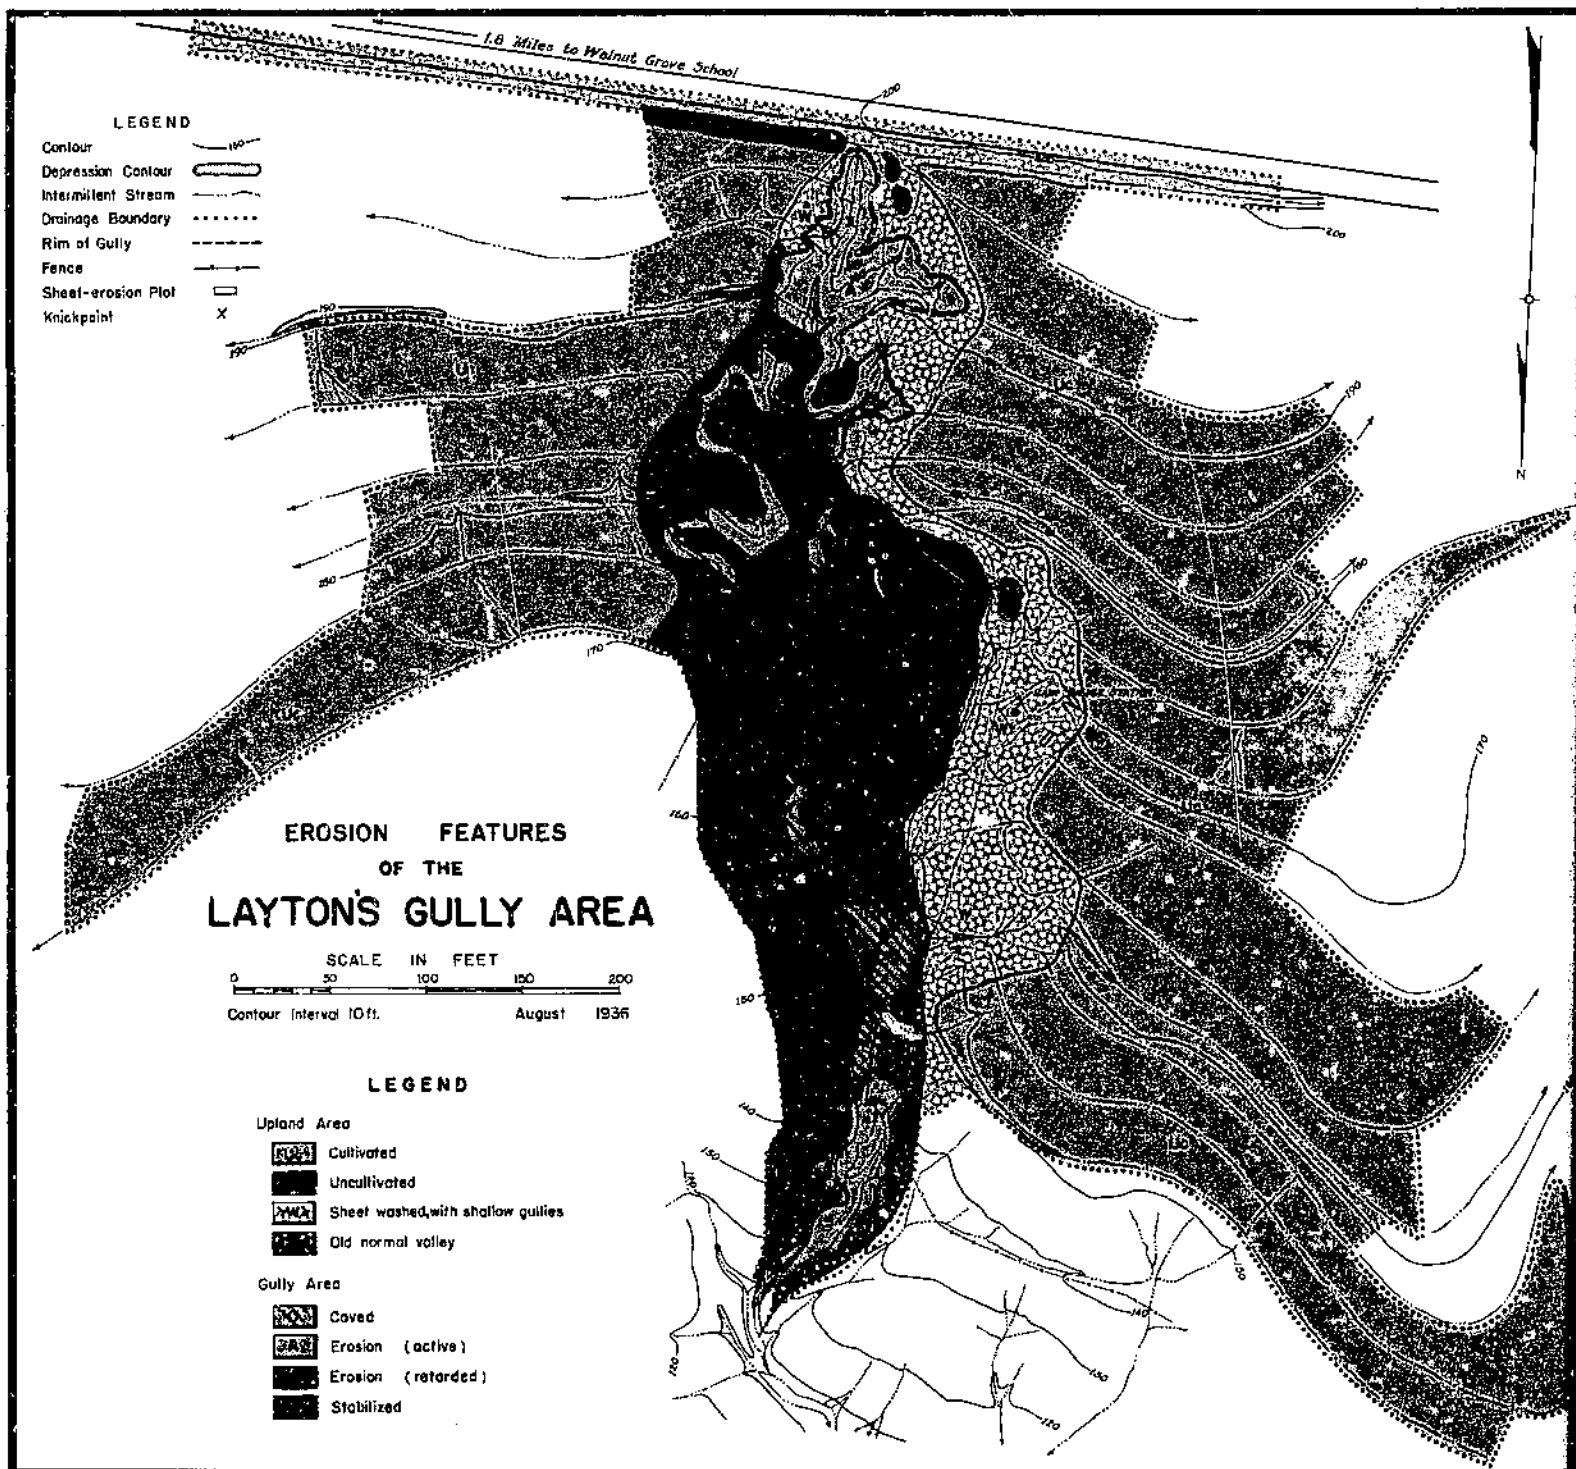 1.8 Miles to Walnut Grove School
200
LEGEND
Contour 150
Depression Contour
Intermittent Stream
Drainage Boundary
Rim of Gully
Fence
Sheet-erosion Plot
Knickpoint X
200
190
190
190
180
180
170
N
170
160
150
140
150
EROSION FEATURES
OF THE
LAYTON'S GULLY AREA
SCALE IN FEET
0 50 100 150 200
Contour Interval 10 ft. August 1936
LEGEND
Upland Area
Cultivated
Uncultivated
Sheet washed, with shallow gullies
Old normal valley
Gully Area
Caved
Erosion (active)
Erosion (retarded)
Stabilized
150
140
130
120
120